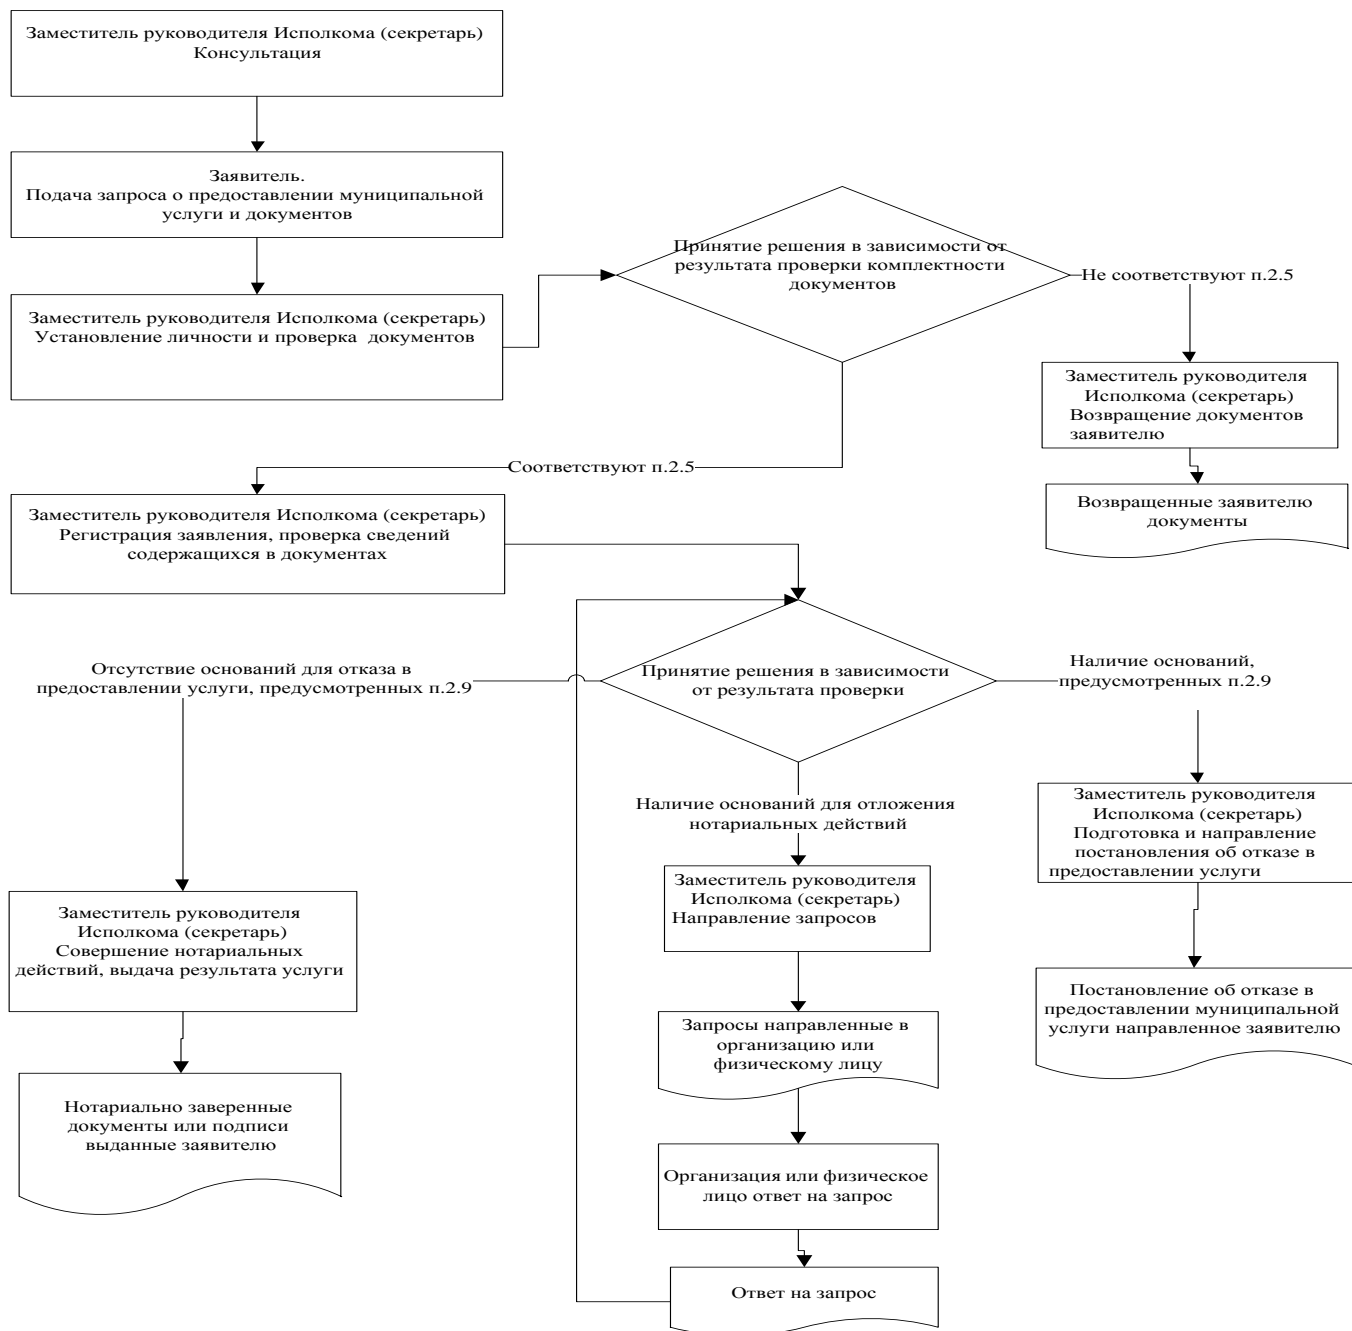 Заместитель руководителя Исполкома (секретарь)
Консультация
Заявитель.
Подача запроса о предоставлении муниципальной
услуги и документов
Заместитель руководителя Исполкома (секретарь)
Установление личности и проверка документов
Принятие решения в зависимости от
результата проверки комплектности
документов
Не соответствуют п.2.5
Заместитель руководителя
Исполкома (секретарь)
Возвращение документов
заявителю
Возвращенные заявителю
документы
Соответствуют п.2.5
Заместитель руководителя Исполкома (секретарь)
Регистрация заявления, проверка сведений
содержащихся в документах
Принятие решения в зависимости
от результата проверки
Отсутствие оснований для отказа в
предоставлении услуги, предусмотренных п.2.9
Наличие оснований,
предусмотренных п.2.9
Наличие оснований для отложения
нотариальных действий
Заместитель руководителя
Исполкома (секретарь)
Совершение нотариальных
действий, выдача результата услуги
Нотариально заверенные
документы или подписи
выданные заявителю
Заместитель руководителя
Исполкома (секретарь)
Направление запросов
Запросы направленные в
организацию или
физическому лицу
Организация или физическое
лицо ответ на запрос
Ответ на запрос
Заместитель руководителя
Исполкома (секретарь)
Подготовка и направление
постановления об отказе в
предоставлении услуги
Постановление об отказе в
предоставлении муниципальной
услуги направленное заявителю